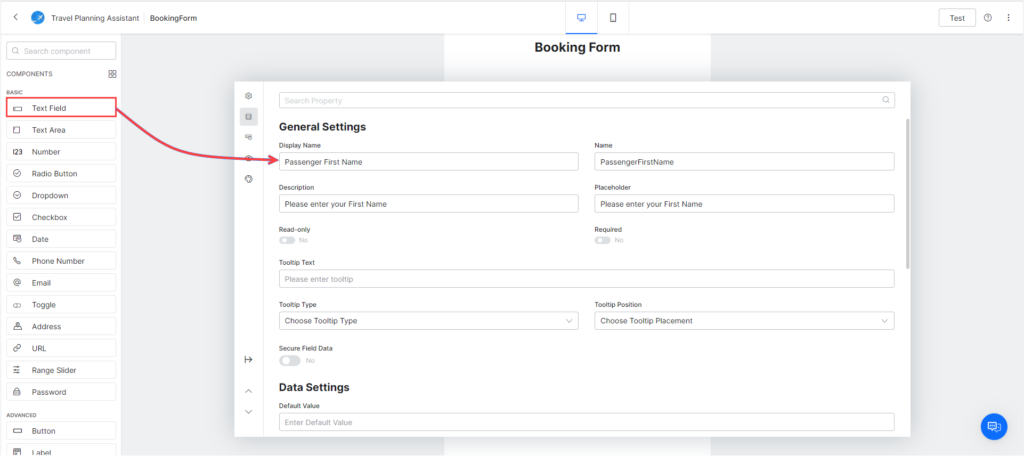 Travel Planning Assistant BookingForm Test
Search component
COMPONENTS
BASIC
Text Field
Text Area
123 Number
Radio Button
Dropdown
Checkbox
Date
Phone Number
Email
Toggle
Address
URL
Range Slider
Password
ADVANCED
Button
Label
Booking Form
Search Property
General Settings
Display Name Name
Passenger First Name PassengerFirstName
Description Placeholder
Please enter your First Name Please enter your First Name
Read-only Required
No No
Tooltip Text
Please enter tooltip
Tooltip Type Tooltip Position
Choose Tooltip Type Choose Tooltip Placement
Secure Field Data
No
Data Settings
Default Value
Enter Default Value